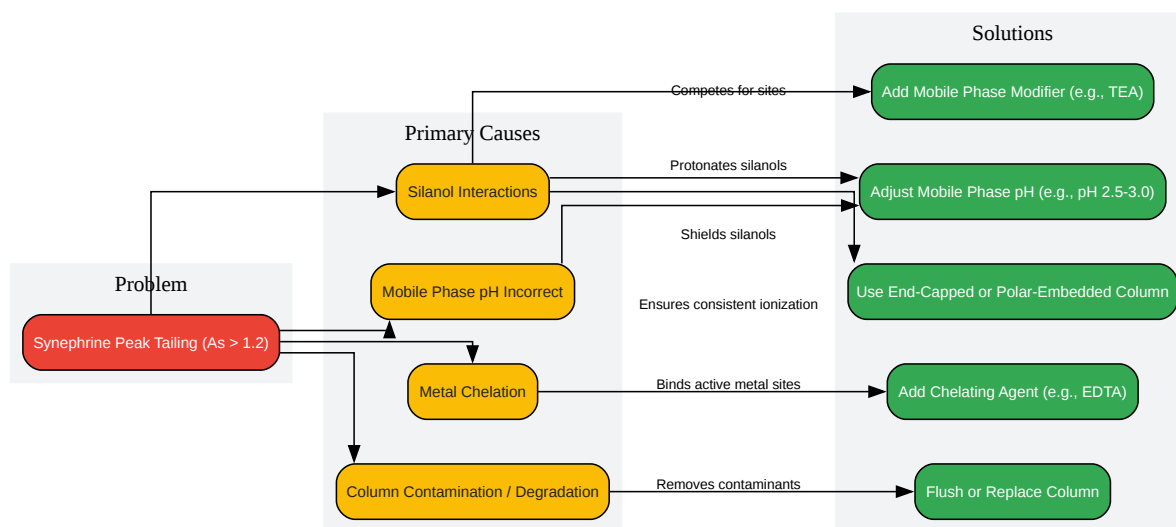 Solutions
Add Mobile Phase Modifier (e.g., TEA)
Competes for sites
Primary Causes
Silanol Interactions
Protonates silanols
Adjust Mobile Phase pH (e.g., pH 2.5-3.0)
Shields silanols
Problem
Mobile Phase pH Incorrect
Use End-Capped or Polar-Embedded Column
Ensures consistent ionization
Synephrine Peak Tailing (As > 1.2)
Metal Chelation
Binds active metal sites
Add Chelating Agent (e.g., EDTA)
Column Contamination / Degradation
Removes contaminants
Flush or Replace Column